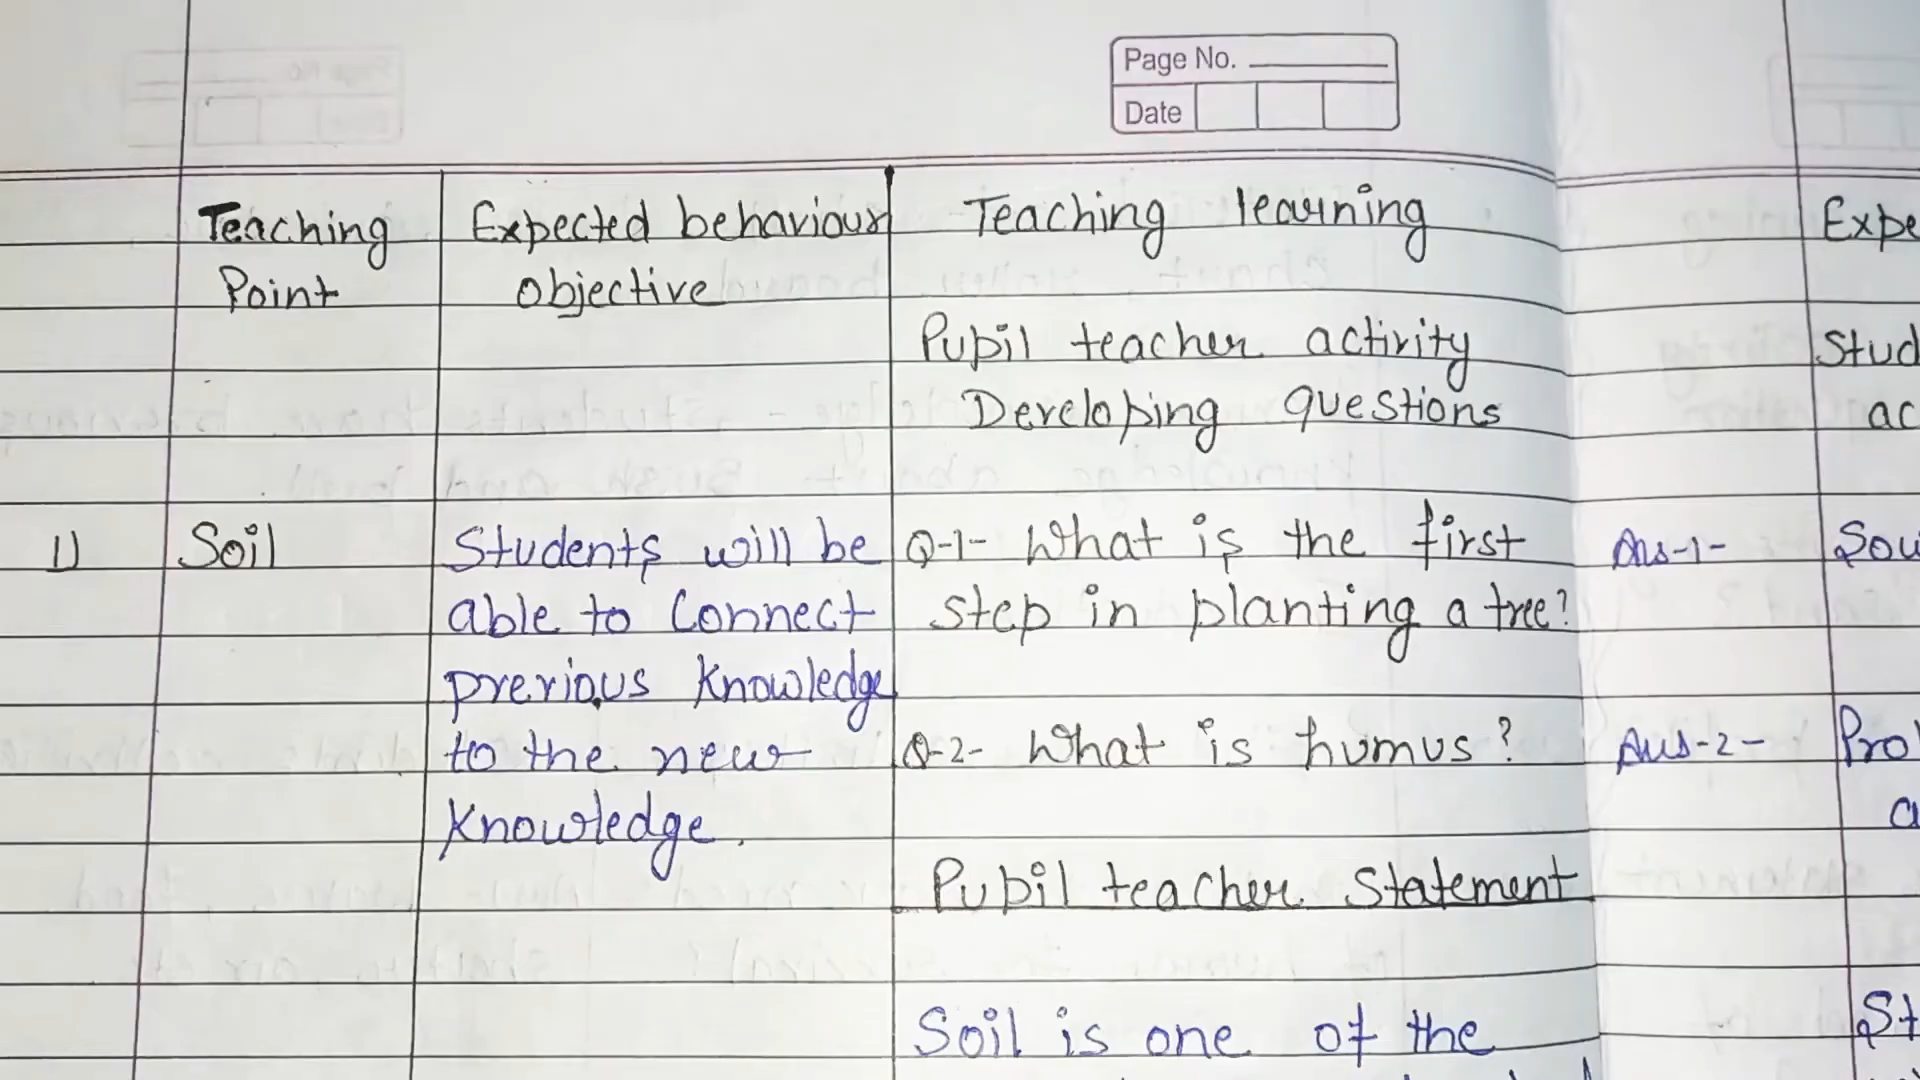 Page No.
Date
Teaching Point
Expected behaviour objective
Teaching learning
Pupil teacher activity
Developing questions
1) Soil
Students will be
able to connect
previous knowledge
to the new
knowledge.
Q-1- What is the first
step in planting a tree?
Q-2- What is humus?
Pupil teacher statement
Soil is one of the
Ans-1-
Ans-2-